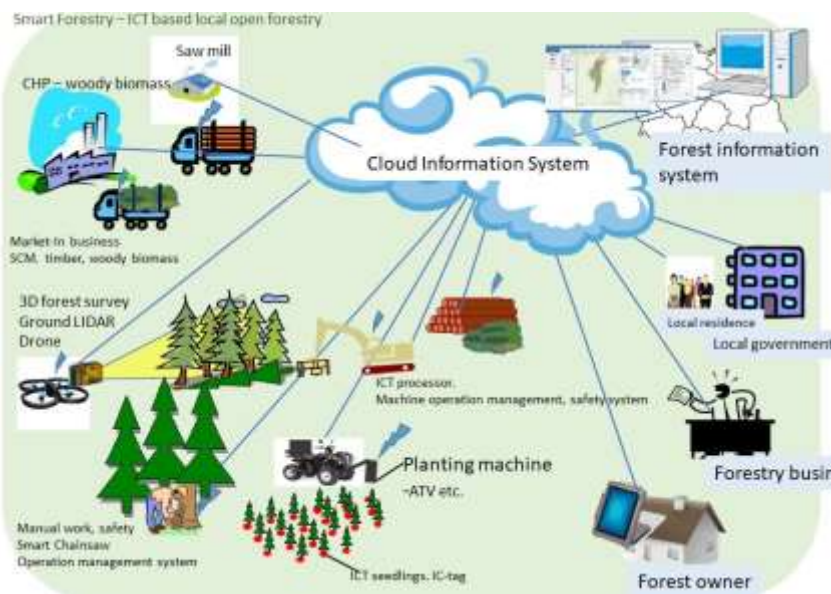 Smart Forestry – ICT based local open forestry
Saw mill
CHP – woody biomass
Cloud Information System
Forest information
system
Market-In business
SCM. timber, woody biomass
3D forest survey
Ground LIDAR
Drone
Local residence
Local government
ICT processor.
Machine operation management, safety system
Planting machine
–ATV etc.
Forestry busin
Manual work, safety
Smart Chainsaw
Operation management system
ICT seedlings. IC-tag
Forest owner